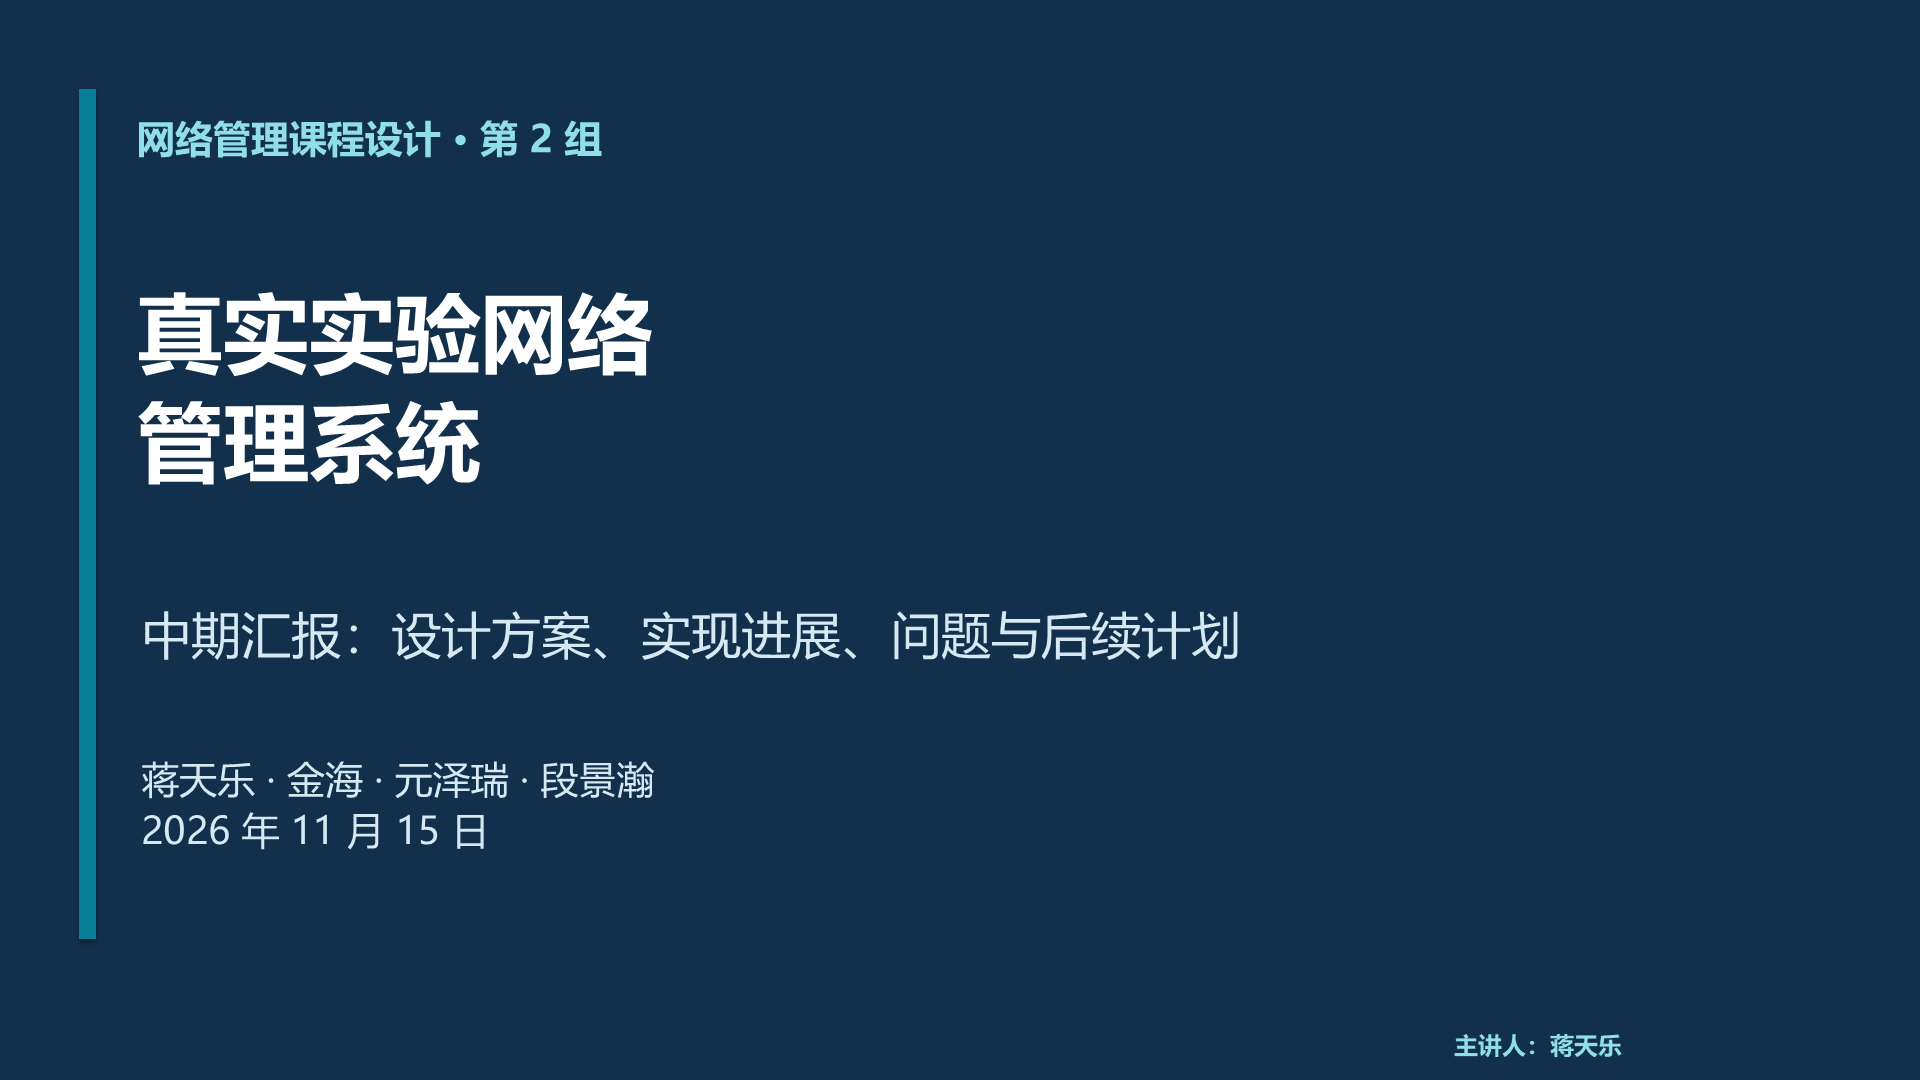 网络管理课程设计 · 第 2 组
真实实验网络
管理系统
中期汇报：设计方案、实现进展、问题与后续计划
蒋天乐 · 金海 · 元泽瑞 · 段景瀚
2026 年 11 月 15 日
主讲人：蒋天乐